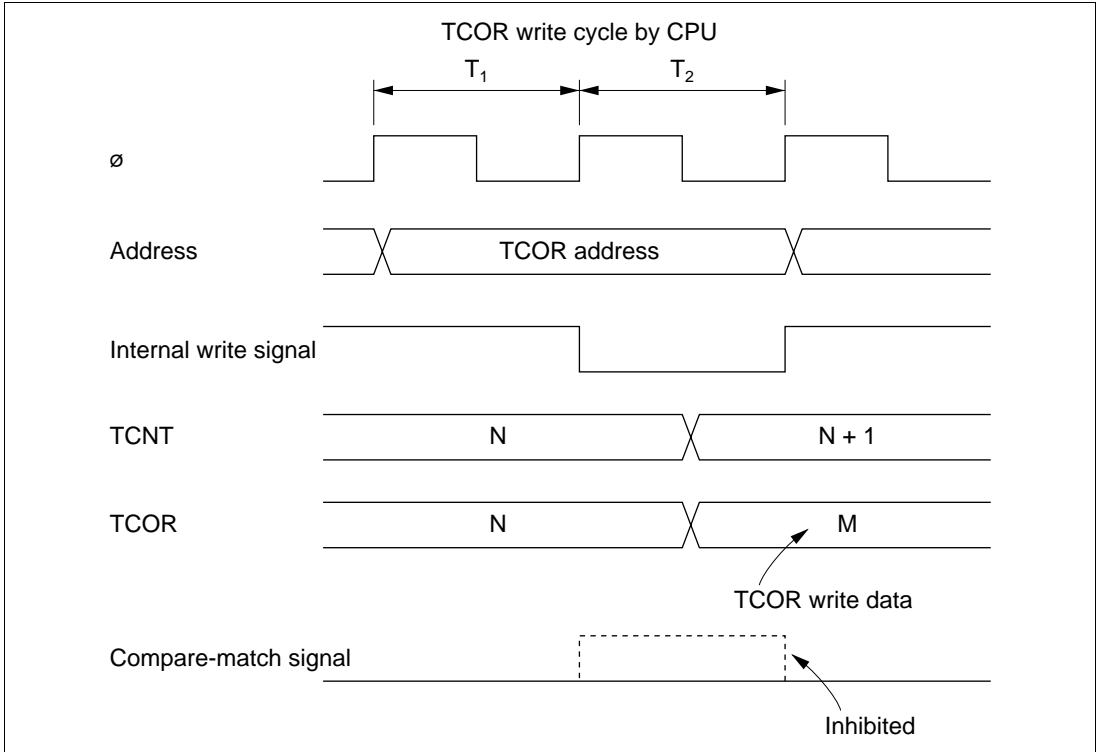 TCOR write cycle by CPU
T₁ T₂
ø
Address TCOR address
Internal write signal
TCNT N N + 1
TCOR N M
TCOR write data
Compare-match signal
Inhibited